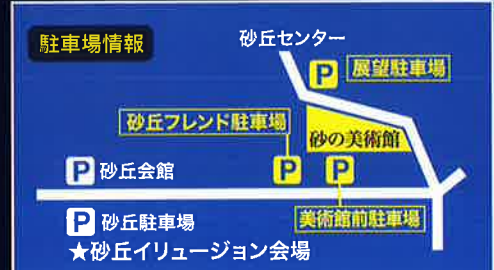 駐車場情報
砂丘センター
P 展望駐車場
砂丘フレンド駐車場
砂の美術館
P 砂丘会館
P
P
美術館前駐車場
P 砂丘駐車場
★砂丘イリュージョン会場